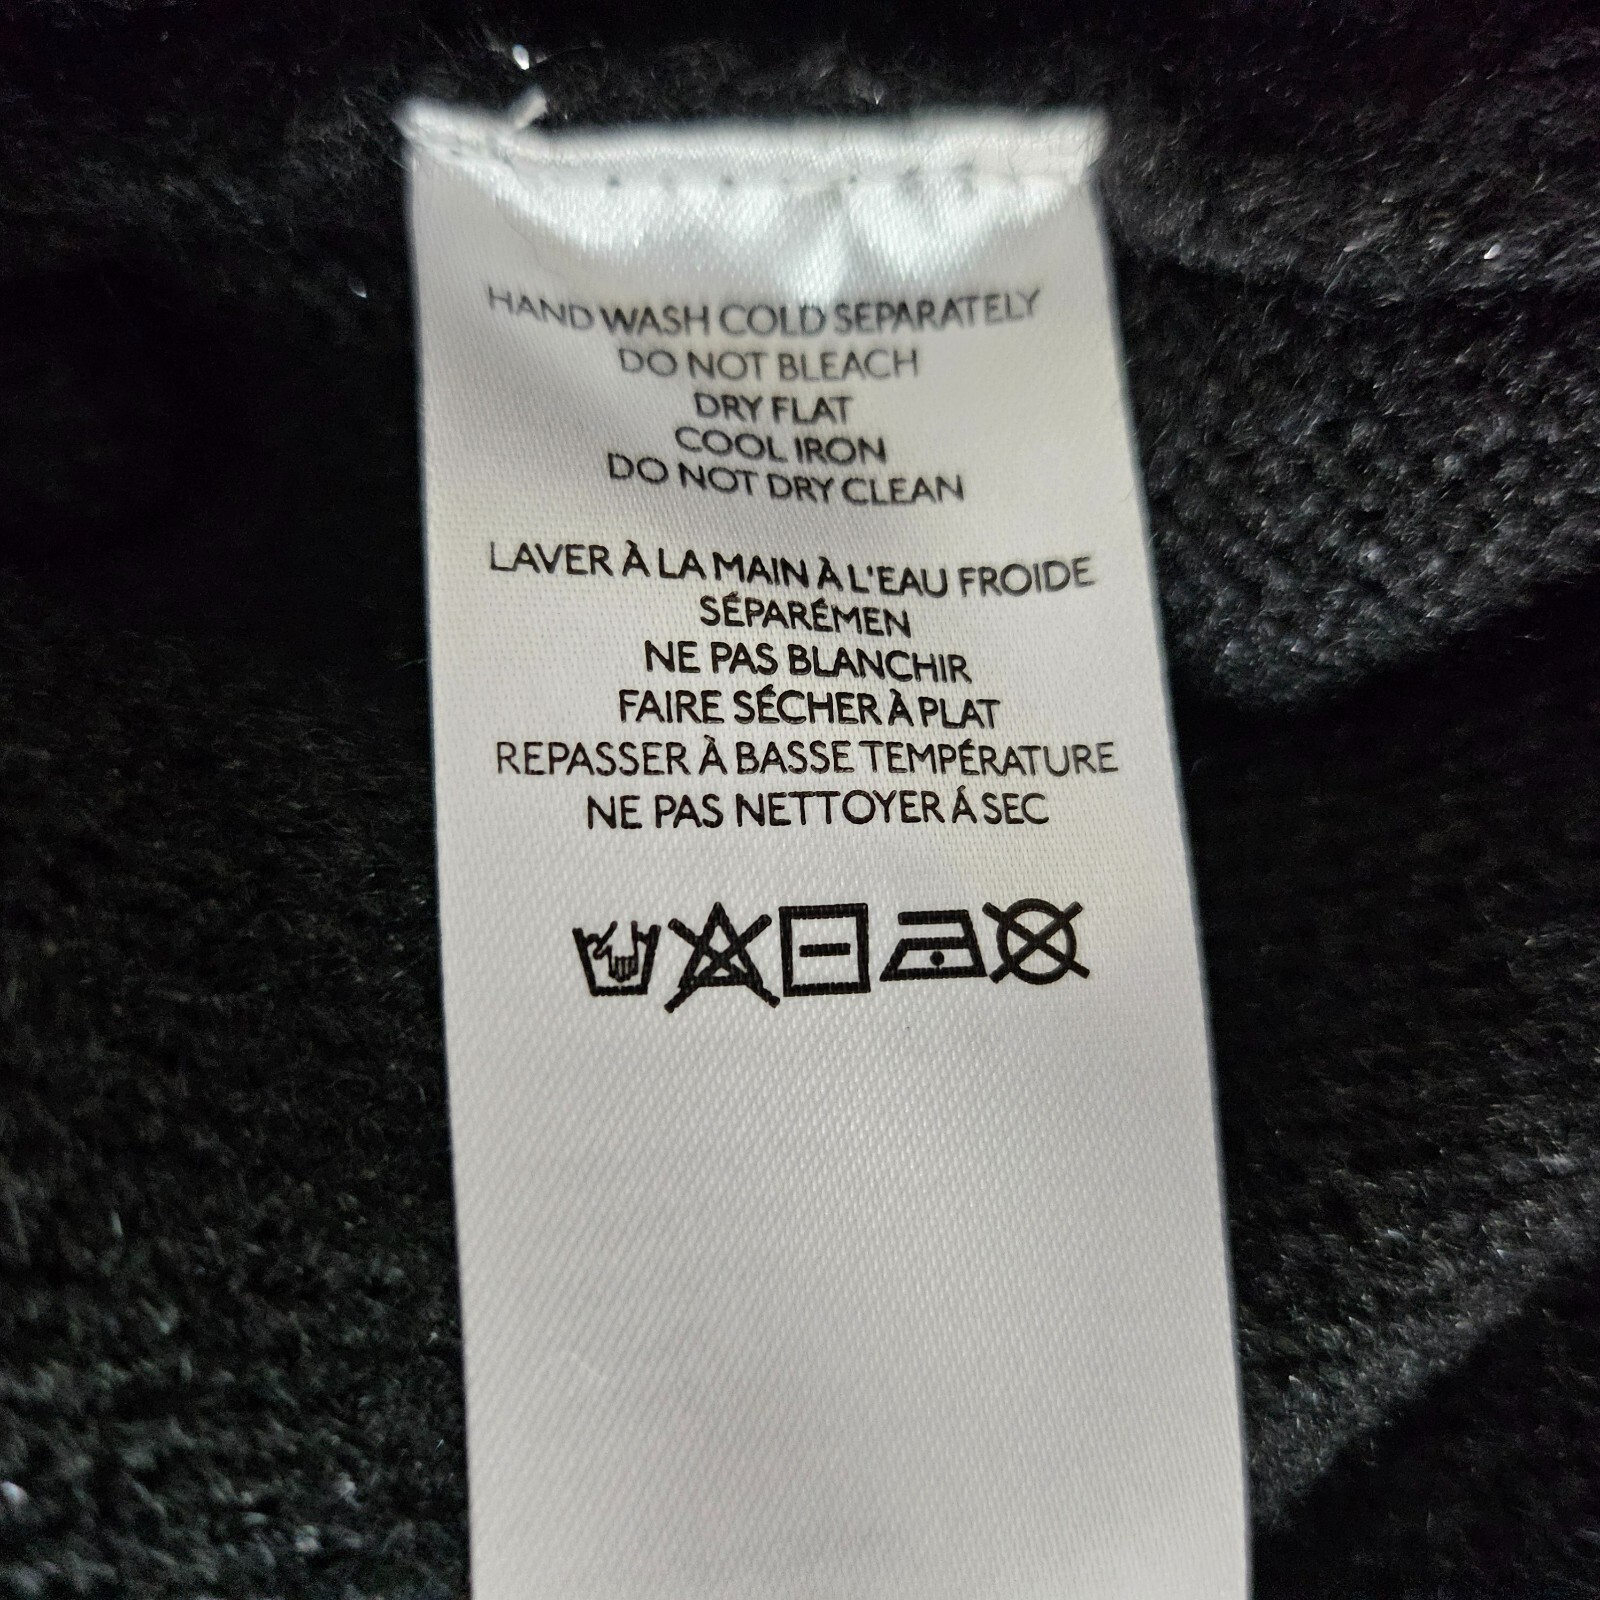 HAND WASH COLD SEPARATELY
DO NOT BLEACH
DRY FLAT
COOL IRON
DO NOT DRY CLEAN
LAVER À LA MAIN À L'EAU FROIDE
SÉPARÉMEN
NE PAS BLANCHIR
FAIRE SÉCHER À PLAT
REPASSER À BASSE TEMPÉRATURE
NE PAS NETTOYER Á SEC